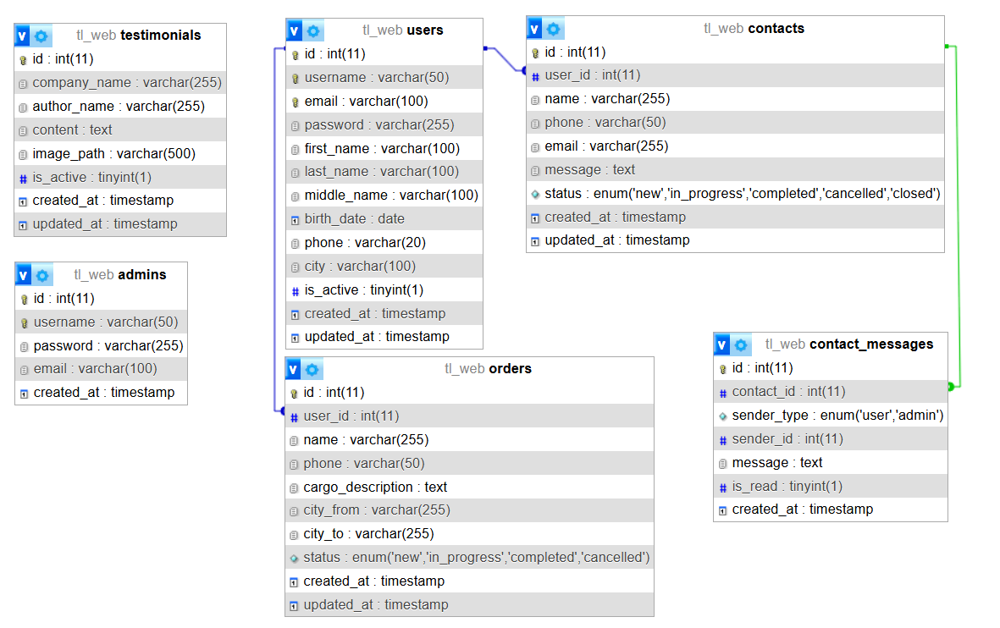 tl_web testimonials
id : int(11)
company_name : varchar(255)
author_name : varchar(255)
content : text
image_path : varchar(500)
is_active : tinyint(1)
created_at : timestamp
updated_at : timestamp
tl_web admins
id : int(11)
username : varchar(50)
password : varchar(255)
email : varchar(100)
created_at : timestamp
tl_web users
id : int(11)
username : varchar(50)
email : varchar(100)
password : varchar(255)
first_name : varchar(100)
last_name : varchar(100)
middle_name : varchar(100)
birth_date : date
phone : varchar(20)
city : varchar(100)
is_active : tinyint(1)
created_at : timestamp
updated_at : timestamp
tl_web orders
id : int(11)
user_id : int(11)
name : varchar(255)
phone : varchar(50)
cargo_description : text
city_from : varchar(255)
city_to : varchar(255)
status : enum('new','in_progress','completed','cancelled')
created_at : timestamp
updated_at : timestamp
tl_web contacts
id : int(11)
user_id : int(11)
name : varchar(255)
phone : varchar(50)
email : varchar(255)
message : text
status : enum('new','in_progress','completed','cancelled','closed')
created_at : timestamp
updated_at : timestamp
tl_web contact_messages
id : int(11)
contact_id : int(11)
sender_type : enum('user','admin')
sender_id : int(11)
message : text
is_read : tinyint(1)
created_at : timestamp